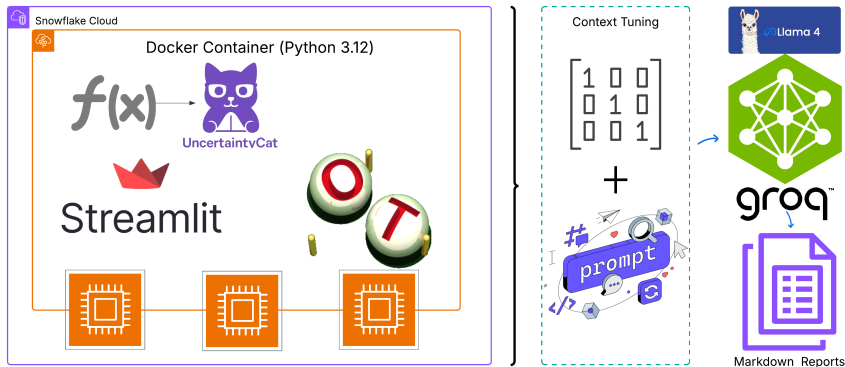 Snowflake Cloud
Docker Container (Python 3.12)
f(x)
UncertaintyCat
Streamlit
O
T
Context Tuning
1 0 0
0 1 0
0 0 1
+
#
prompt
</>
Llama 4
groq™
Markdown Reports